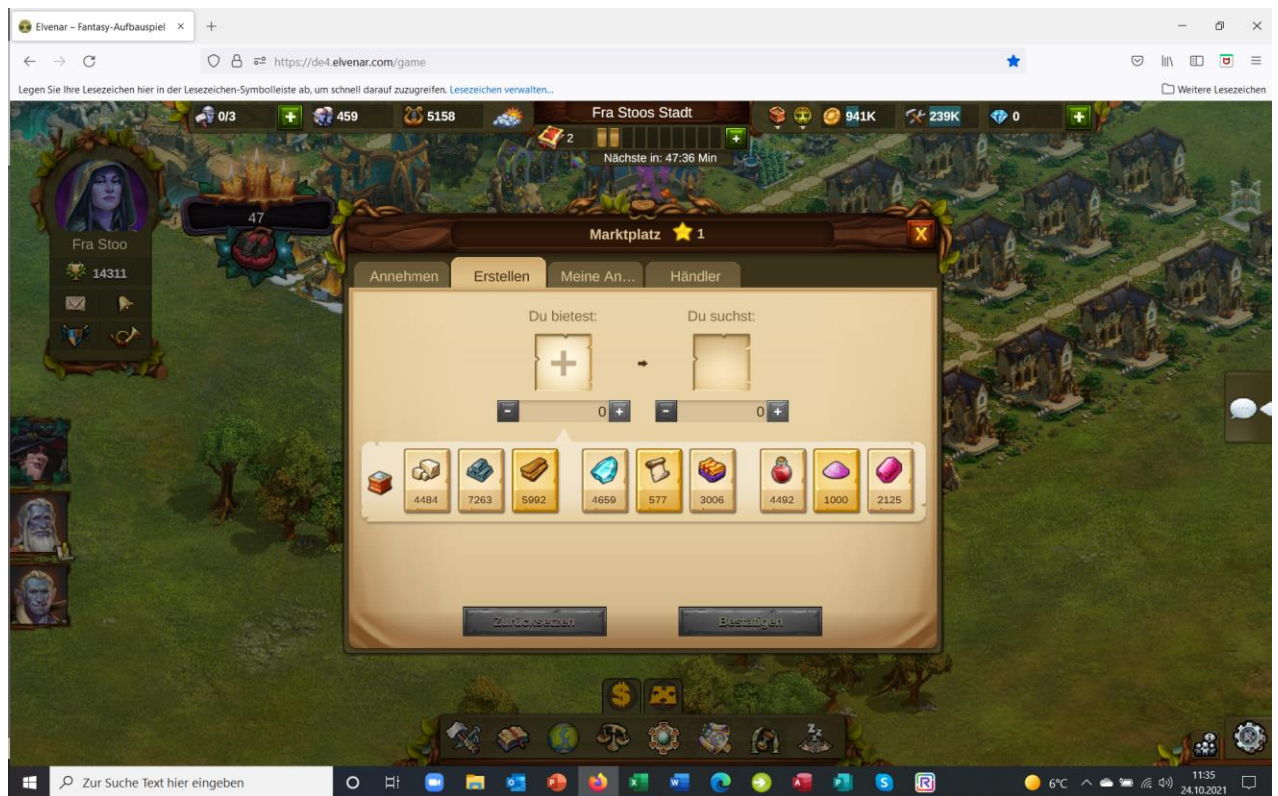 Elvenar – Fantasy-Aufbauspiel
https://de4.elvenar.com/game
Legen Sie Ihre Lesezeichen hier in der Lesezeichen-Symbolleiste ab, um schnell darauf zuzugreifen. Lesezeichen verwalten...
Weitere Lesezeichen
0/3 459 5158 Fra Stoos Stadt 941K 239K 0
2
Nächste in: 47:36 Min
47
Fra Stoo
14311
Marktplatz 1
X
Annehmen Erstellen Meine An... Händler
Du bietest: Du suchst:
- 0 + - 0 +
4484 7263 5992 4659 577 3006 4492 1000 2125
Zurücksetzen Bestätigen
Zur Suche Text hier eingeben
6°C
11:35
24.10.2021